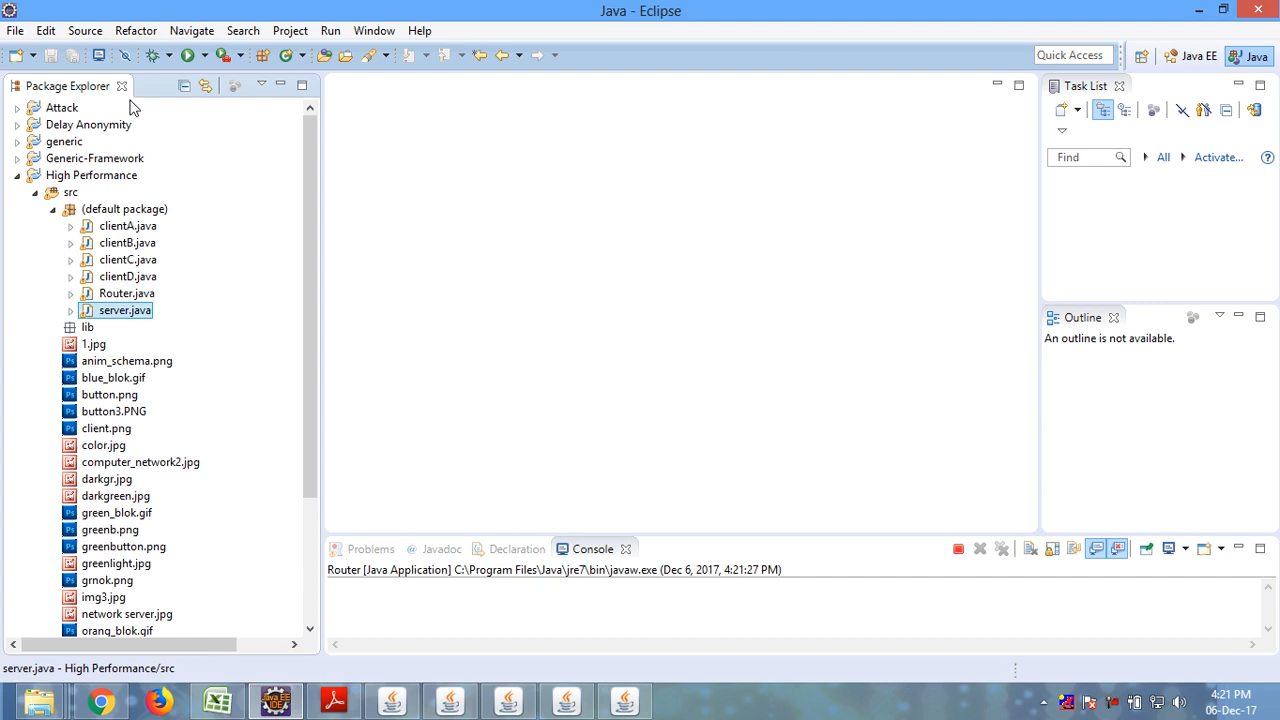 Java - Eclipse
File Edit Source Refactor Navigate Search Project Run Window Help
Quick Access
Java EE
Java
Package Explorer
Attack
Delay Anonymity
generic
Generic-Framework
High Performance
src
(default package)
clientA.java
clientB.java
clientC.java
clientD.java
Router.java
server.java
lib
1.jpg
anim_schema.png
blue_blok.gif
button.png
button3.PNG
client.png
color.jpg
computer_network2.jpg
darkgr.jpg
darkgreen.jpg
green_blok.gif
greenb.png
greenbutton.png
greenlight.jpg
grnok.png
img3.jpg
network server.jpg
orang_blok.gif
Task List
Find
All
Activate...
Outline
An outline is not available.
Problems Javadoc Declaration Console
Router [Java Application] C:\Program Files\Java\jre7\bin\javaw.exe (Dec 6, 2017, 4:21:27 PM)
server.java - High Performance/src
Java EE
IDE
4:21 PM
06-Dec-17